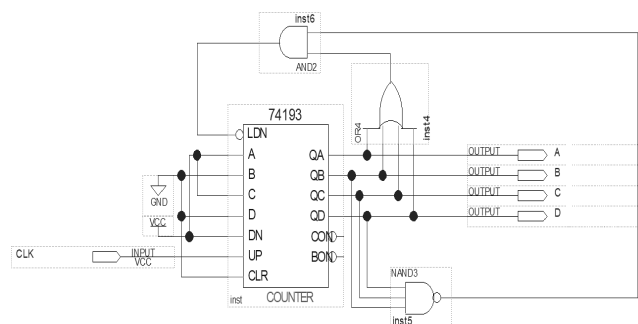 inst6
AND2
74193
OR4
inst4
LDN
A QA OUTPUT A
B QB OUTPUT B
GND
C QC OUTPUT C
D QD OUTPUT D
VCC
DN CON
CLK INPUT UP BON
VCC
CLR NAND3
inst COUNTER
inst5